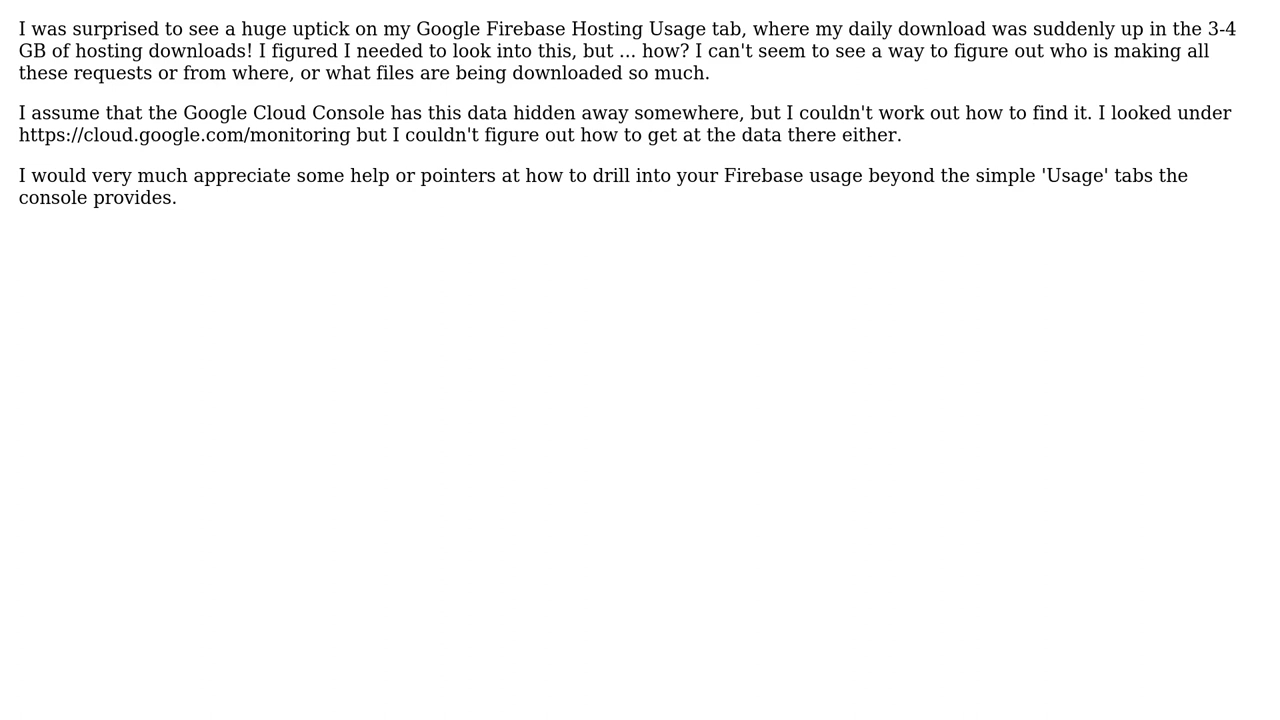 I was surprised to see a huge uptick on my Google Firebase Hosting Usage tab, where my daily download was suddenly up in the 3-4
GB of hosting downloads! I figured I needed to look into this, but ... how? I can't seem to see a way to figure out who is making all
these requests or from where, or what files are being downloaded so much.
I assume that the Google Cloud Console has this data hidden away somewhere, but I couldn't work out how to find it. I looked under
https://cloud.google.com/monitoring but I couldn't figure out how to get at the data there either.
I would very much appreciate some help or pointers at how to drill into your Firebase usage beyond the simple 'Usage' tabs the
console provides.